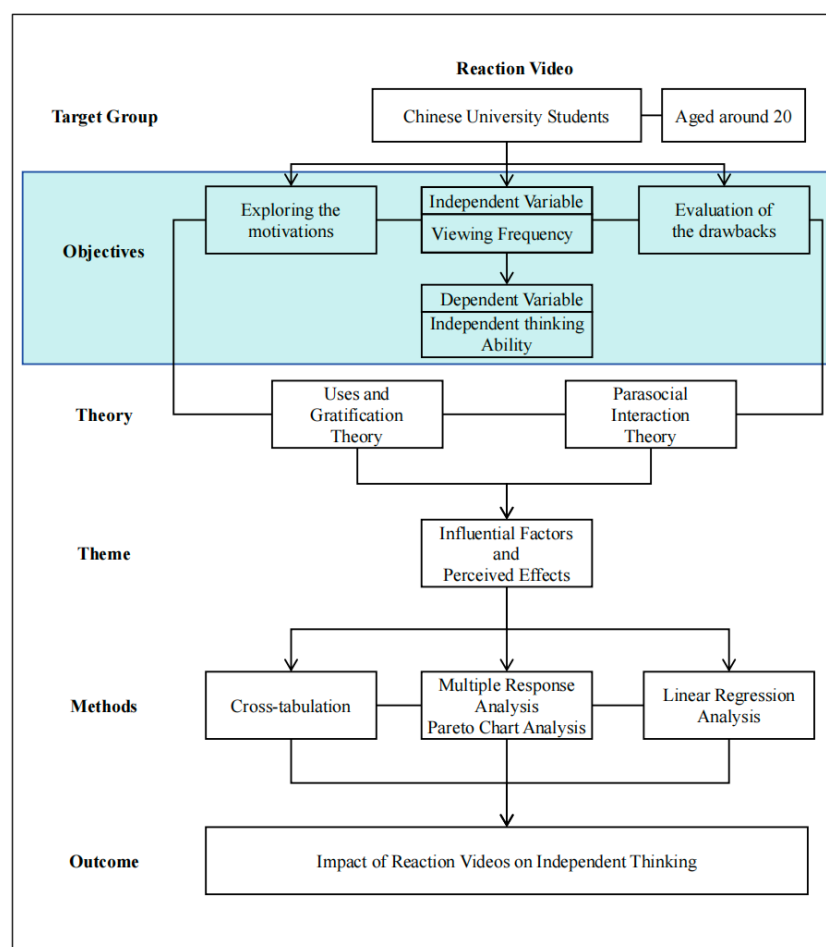 Reaction Video
Target Group
Chinese University Students
Aged around 20
Objectives
Exploring the
motivations
Independent Variable
Viewing Frequency
Evaluation of
the drawbacks
Dependent Variable
Independent thinking
Ability
Theory
Uses and
Gratification
Theory
Parasocial
Interaction
Theory
Theme
Influential Factors
and
Perceived Effects
Methods
Cross-tabulation
Multiple Response
Analysis
Pareto Chart Analysis
Linear Regression
Analysis
Outcome
Impact of Reaction Videos on Independent Thinking